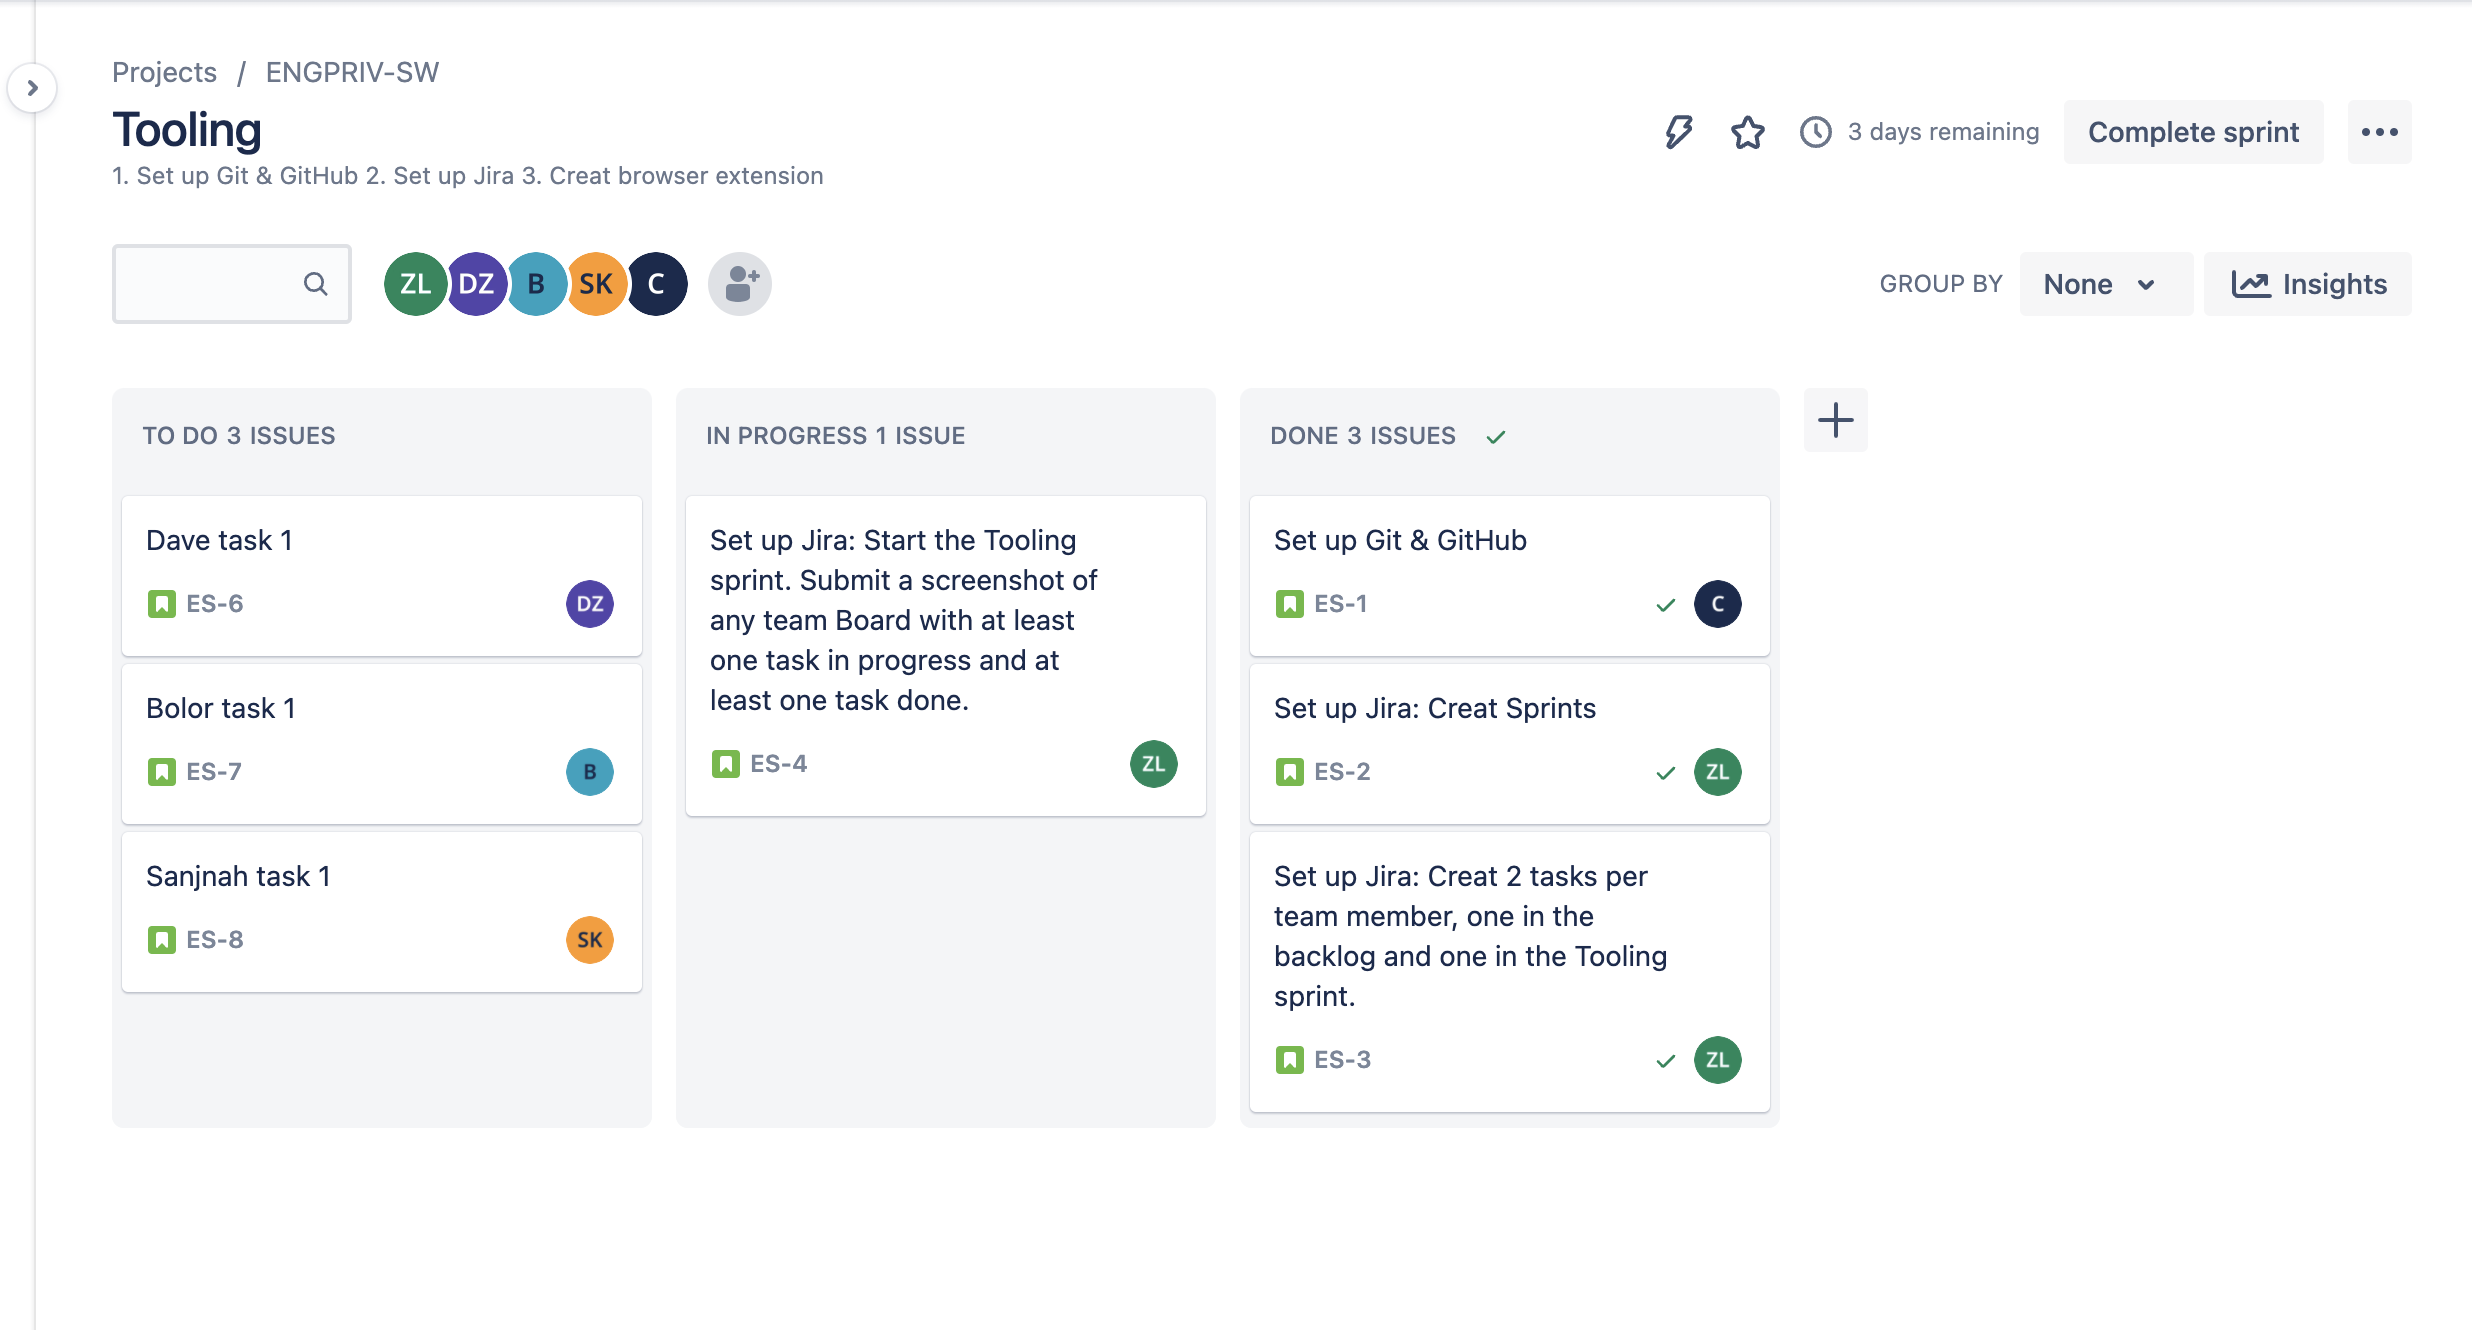 Projects / ENGPRIV-SW
Tooling
3 days remaining
Complete sprint
1. Set up Git & GitHub 2. Set up Jira 3. Creat browser extension
ZL DZ B SK C
GROUP BY None
Insights
TO DO 3 ISSUES
Dave task 1
ES-6
DZ
Bolor task 1
ES-7
B
Sanjnah task 1
ES-8
SK
IN PROGRESS 1 ISSUE
Set up Jira: Start the Tooling
sprint. Submit a screenshot of
any team Board with at least
one task in progress and at
least one task done.
ES-4
ZL
DONE 3 ISSUES
Set up Git & GitHub
ES-1
C
Set up Jira: Creat Sprints
ES-2
ZL
Set up Jira: Creat 2 tasks per
team member, one in the
backlog and one in the Tooling
sprint.
ES-3
ZL